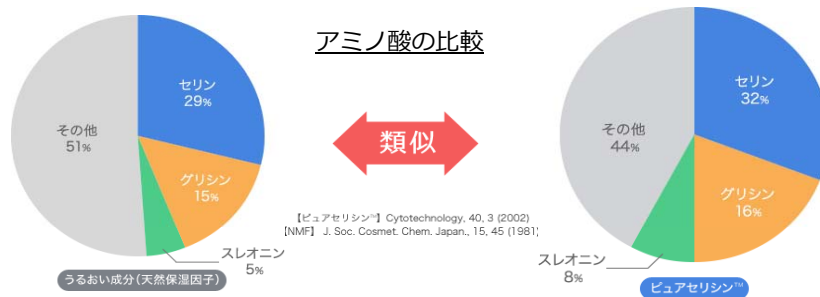 アミノ酸の比較
セリン
29%
グリシン
15%
スレオニン
5%
その他
51%
うるおい成分(天然保湿因子)
類似
【ピュアセリシン™】Cytotechnology, 40, 3 (2002)
【NMF】 J. Soc. Cosmet. Chem. Japan., 15, 45 (1981)
セリン
32%
グリシン
16%
スレオニン
8%
その他
44%
ピュアセリシン™